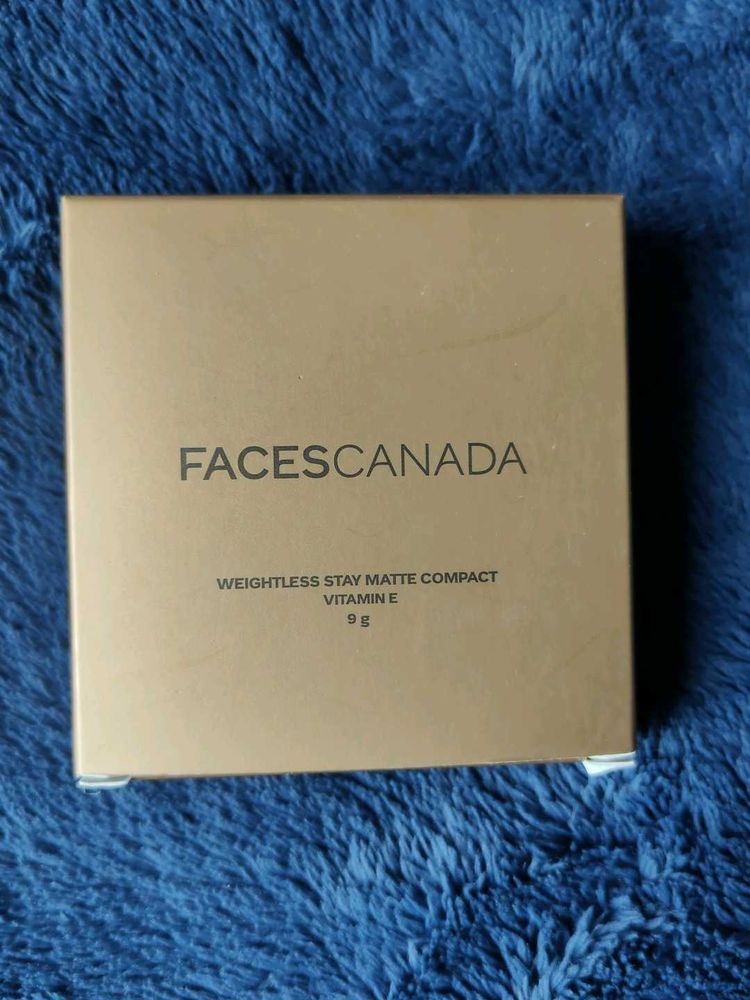 FACESCANADA
WEIGHTLESS STAY MATTE COMPACT
VITAMIN E
9 g